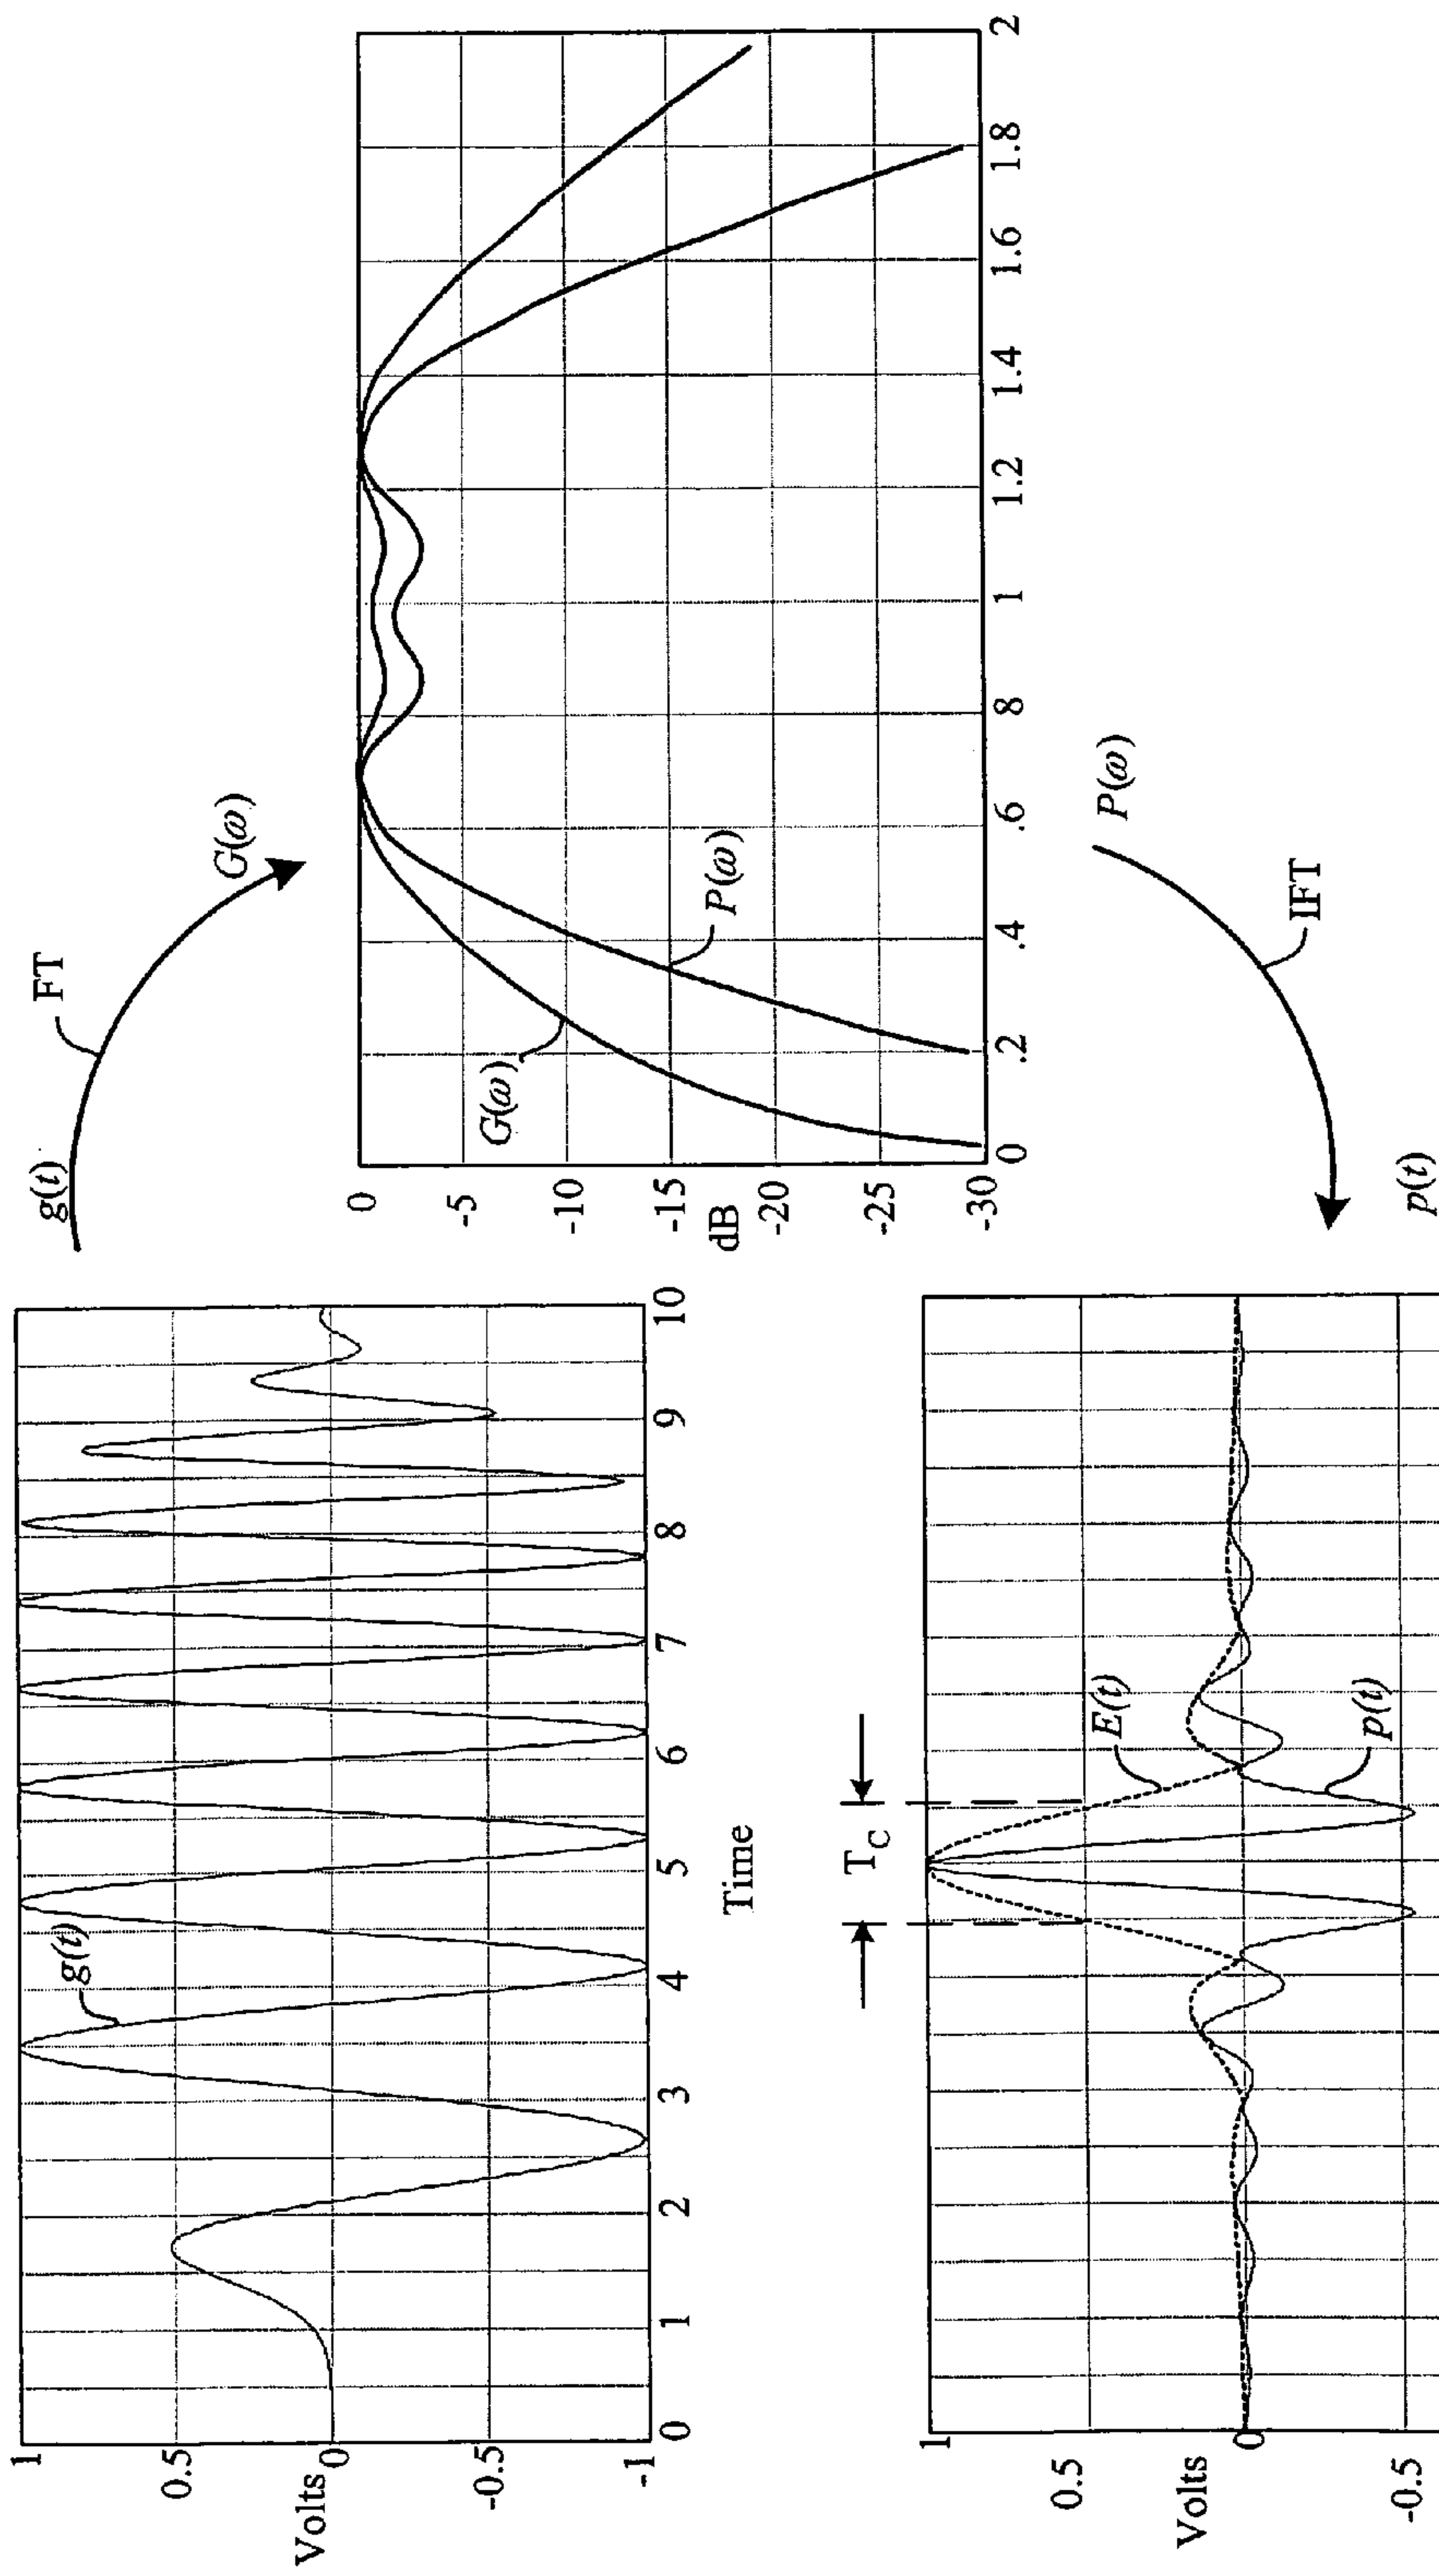 g(t)
FT
G(ω)
1
0.5
Volts
0
-0.5
-1
0
1
2
3
4
5
6
7
8
9
10
Time
g(t)
0
-5
-10
-15
dB
-20
-25
-30
0
.2
.4
.6
.8
1
1.2
1.4
1.6
1.8
2
G(ω)
P(ω)
P(ω)
IFT
p(t)
1
0.5
Volts
0
-0.5
T_C
E(t)
p(t)